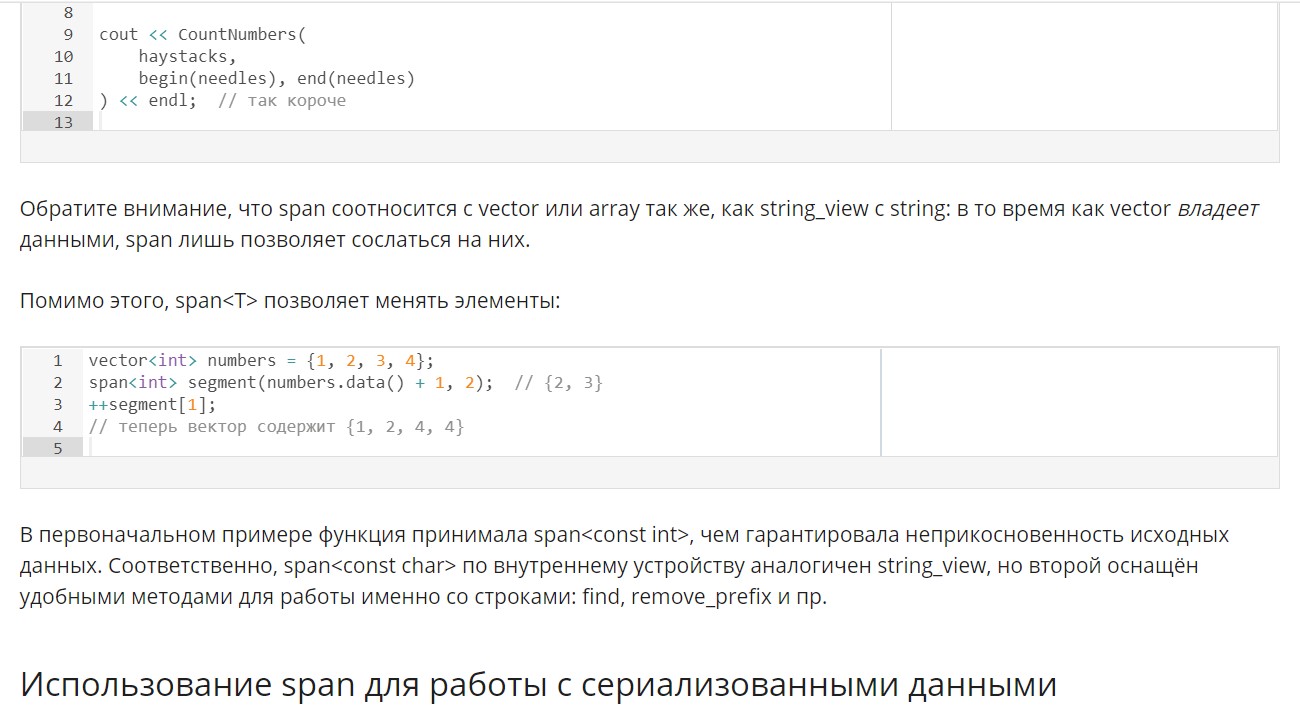 8
9 cout << CountNumbers(
10 haystacks,
11 begin(needles), end(needles)
12 ) << endl; // так короче
13
Обратите внимание, что span соотносится с vector или array так же, как string_view с string: в то время как vector владеет
данными, span лишь позволяет сослаться на них.
Помимо этого, span<T> позволяет менять элементы:
1 vector<int> numbers = {1, 2, 3, 4};
2 span<int> segment(numbers.data() + 1, 2); // {2, 3}
3 ++segment[1];
4 // теперь вектор содержит {1, 2, 4, 4}
5
В первоначальном примере функция принимала span<const int>, чем гарантировала неприкосновенность исходных
данных. Соответственно, span<const char> по внутреннему устройству аналогичен string_view, но второй оснащён
удобными методами для работы именно со строками: find, remove_prefix и пр.
Использование span для работы с сериализованными данными